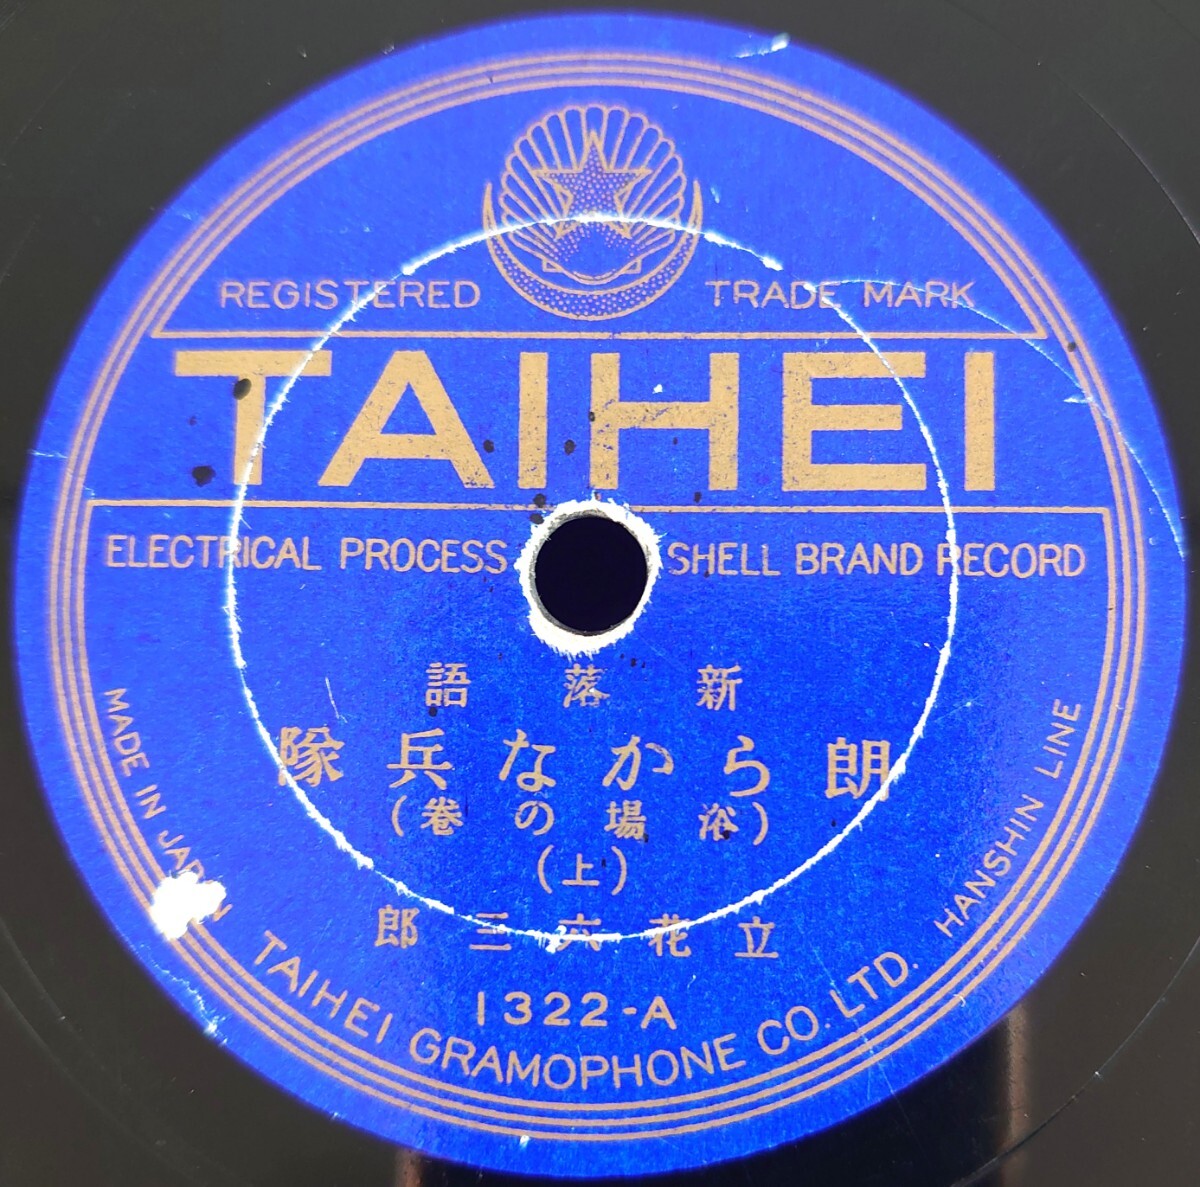 REGISTERED TRADE MARK
TAIHEI
ELECTRICAL PROCESS SHELL BRAND RECORD
新落語
朗らかな兵隊
(浴場の巻)
(上)
立花六三郎
1322-A
MADE IN JAPAN TAIHEI GRAMOPHONE CO. LTD. HANSHIN LINE